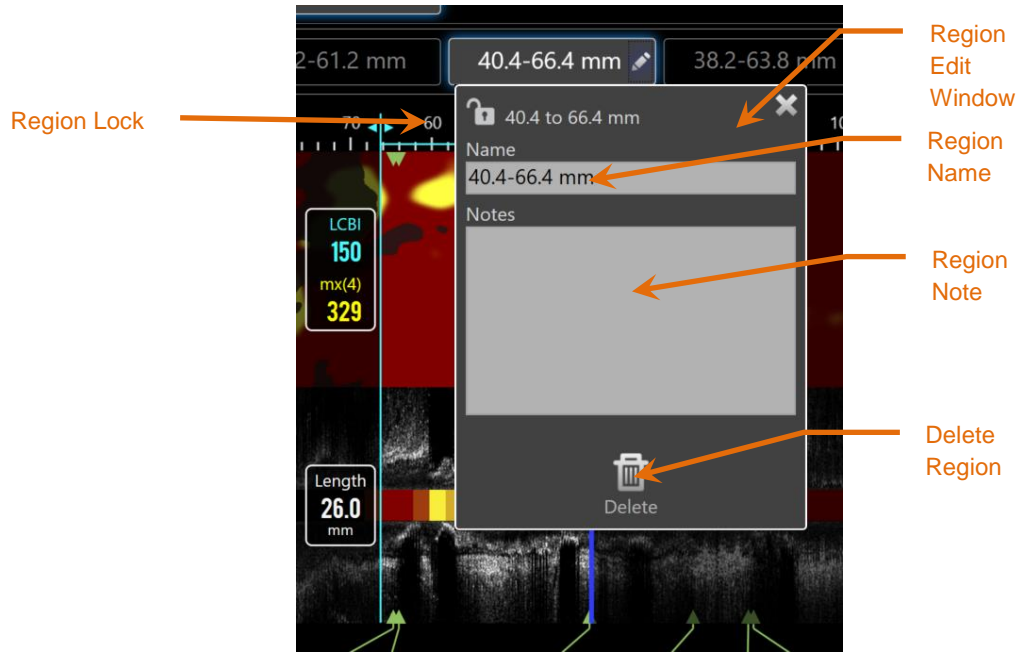 2-61.2 mm
40.4-66.4 mm
38.2-63.8 mm
Region
Edit
Window
Region Lock
70
60
40.4 to 66.4 mm
10
Name
40.4-66.4 mm
Region
Name
Notes
LCBI
150
mx(4)
329
Region
Note
Delete
Region
Length
26.0
mm
Delete